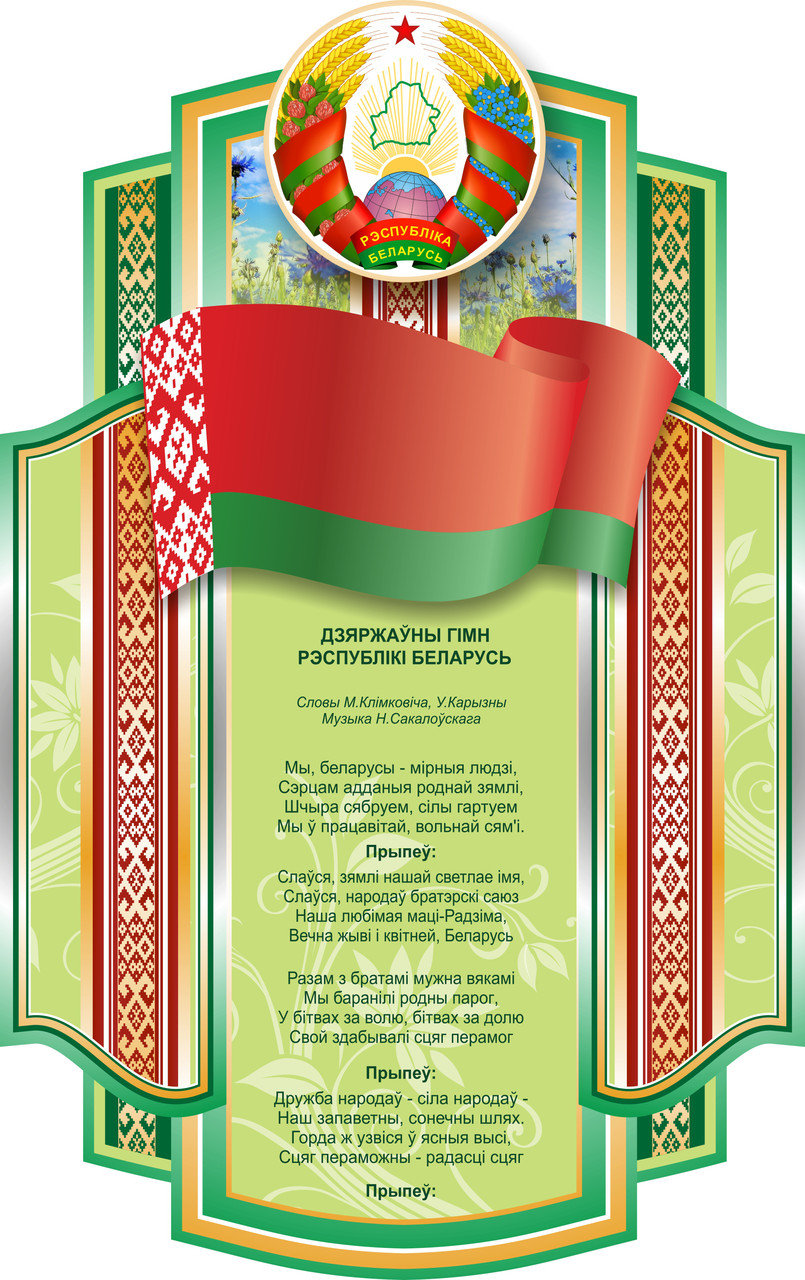 РЭСПУБЛІКА
БЕЛАРУСЬ
ДЗЯРЖАЎНЫ ГІМН
РЭСПУБЛІКІ БЕЛАРУСЬ
Словы М.Клімковіча, У.Карызны
Музыка Н.Сакалоўскага
Мы, беларусы - мірныя людзі,
Сэрцам адданыя роднай зямлі,
Шчыра сябруем, сілы гартуем
Мы ў працавітай, вольнай сям'і.
Прыпеў:
Слаўся, зямлі нашай светлае імя,
Слаўся, народаў братэрскі саюз
Наша любімая маці-Радзіма,
Вечна жыві і квітней, Беларусь
Разам з братамі мужна вякамі
Мы баранілі родны парог,
У бітвах за волю, бітвах за долю
Свой здабывалі сцяг перамог
Прыпеў:
Дружба народаў - сіла народаў -
Наш запаветны, сонечны шлях.
Горда ж узвіся ў ясныя высі,
Сцяг пераможны - радасці сцяг
Прыпеў: